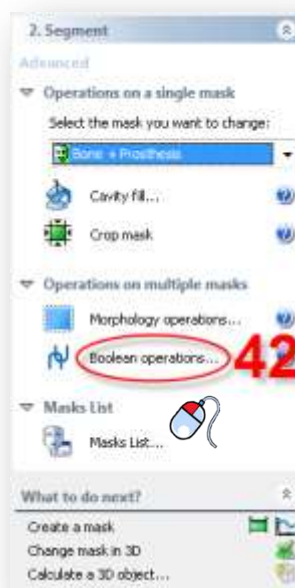 2. Segment
Advanced
Operations on a single mask
Select the mask you want to change:
Bone + Prosthesis
Cavity fill...
Crop mask
Operations on multiple masks
Morphology operations...
Boolean operations...
42
Masks List
Masks List...
What to do next?
Create a mask
Change mask in 3D
Calculate a 3D object...